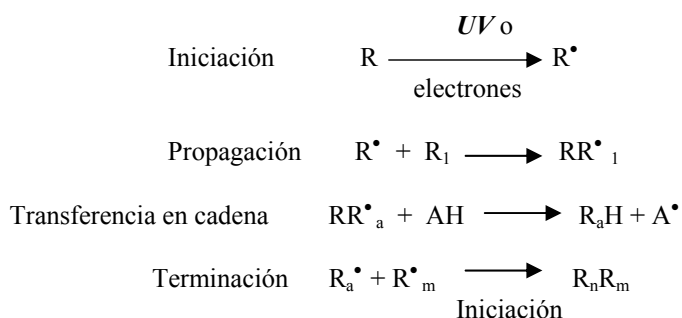 UV o
Iniciación R ⟶ R•
electrones
Propagación R• + R₁ ⟶ RR•₁
Transferencia en cadena RR•ₐ + AH ⟶ RₐH + A•
Terminación Rₐ• + R•ₘ ⟶ RₙRₘ
Iniciación